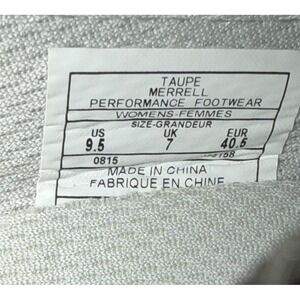 TAUPE
MERRELL
PERFORMANCE FOOTWEAR
WOMENS-FEMMES
SIZE-GRANDEUR
US UK EUR
9.5 7 40.5
0815
MADE IN CHINA
FABRIQUE EN CHINE